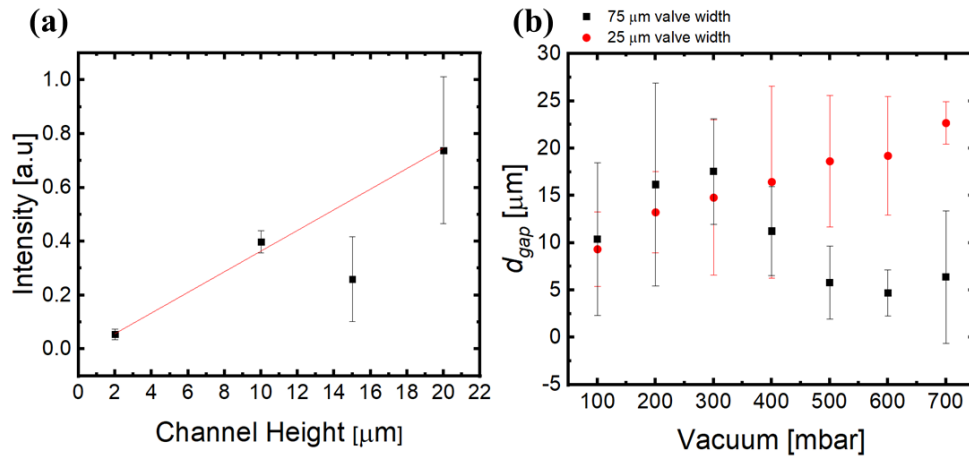 (a)
1.0
0.8
0.6
0.4
0.2
0.0
Intensity [a.u]
0 2 4 6 8 10 12 14 16 18 20 22
Channel Height [μm]
(b)
75 μm valve width
25 μm valve width
30
25
20
15
10
5
0
-5
d_gap [μm]
100 200 300 400 500 600 700
Vacuum [mbar]